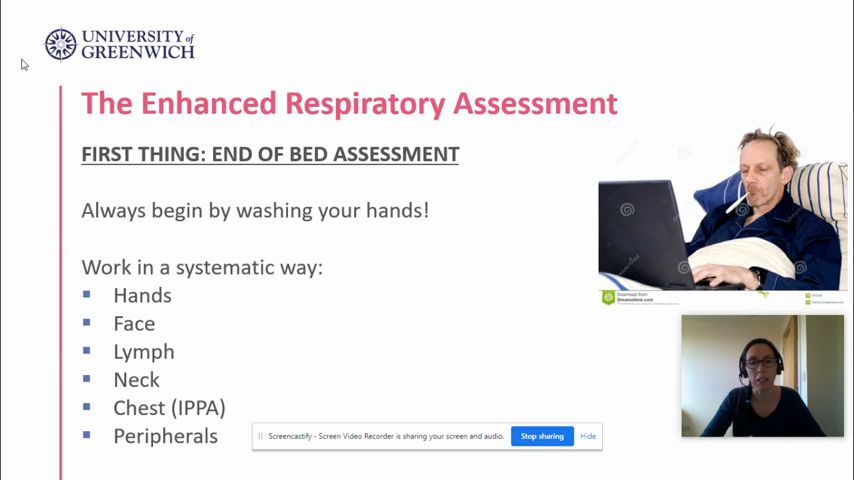 UNIVERSITY of
GREENWICH
The Enhanced Respiratory Assessment
FIRST THING: END OF BED ASSESSMENT
Always begin by washing your hands!
Work in a systematic way:
Hands
Face
Lymph
Neck
Chest (IPPA)
Peripherals
Download from
Dreamstime.com
Screencastify - Screen Video Recorder is sharing your screen and audio.
Stop sharing
Hide